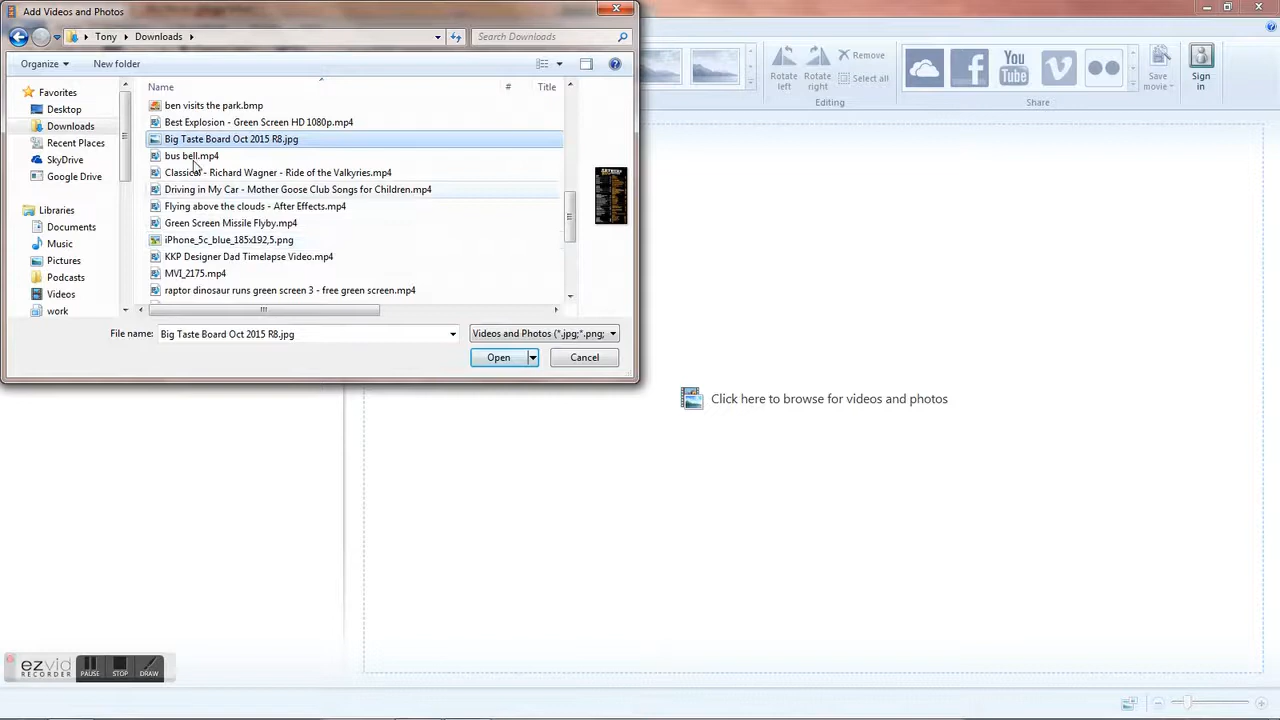 Add Videos and Photos
Tony
Downloads
Search Downloads
Organize
New folder
Favorites
Desktop
Downloads
Recent Places
SkyDrive
Google Drive
Libraries
Documents
Music
Pictures
Podcasts
Videos
work
Name
#
Title
ben visits the park.bmp
Best Explosion - Green Screen HD 1080p.mp4
Big Taste Board Oct 2015 R8.jpg
bus bell.mp4
Classical - Richard Wagner - Ride of the Valkyries.mp4
Driving in My Car - Mother Goose Club Songs for Children.mp4
Flying above the clouds - After Effects.mp4
Green Screen Missile Flyby.mp4
iPhone_5c_blue_185x192,5.png
KKP Designer Dad Timelapse Video.mp4
MVI_2175.mp4
raptor dinosaur runs green screen 3 - free green screen.mp4
File name:
Big Taste Board Oct 2015 R8.jpg
Videos and Photos (*.jpg;*.png;
Open
Cancel
Rotate left
Rotate right
Remove
Select all
Editing
You Tube
Share
Save movie
Sign in
Click here to browse for videos and photos
ezvid
RECORDER
PAUSE
STOP
DRAW